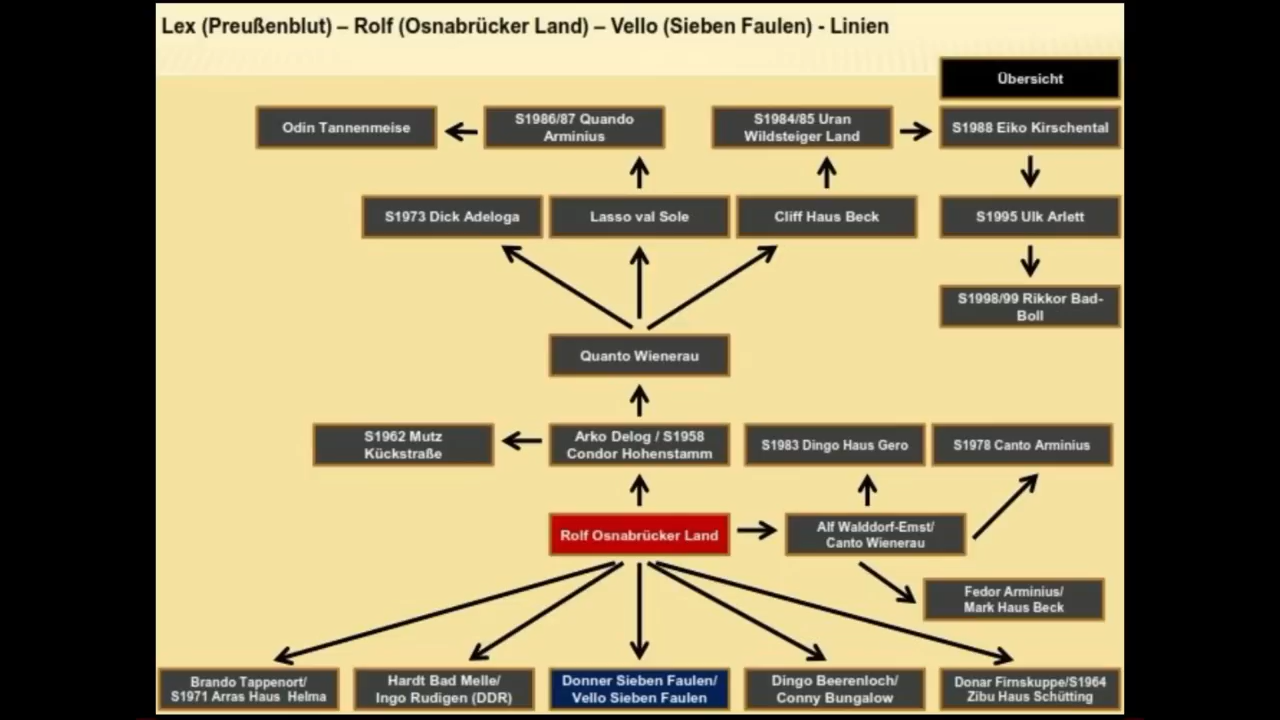 Lex (Preußenblut) – Rolf (Osnabrücker Land) – Vello (Sieben Faulen) - Linien
Übersicht
Odin Tannenmeise
S1986/87 Quando
Arminius
S1984/85 Uran
Wildsteiger Land
S1988 Eiko Kirschental
S1973 Dick Adeloga
Lasso val Sole
Cliff Haus Beck
S1995 Ulk Arlett
S1998/99 Rikkor Bad-
Boll
Quanto Wienerau
S1962 Mutz
Kückstraße
Arko Delog / S1958
Condor Hohenstamm
S1983 Dingo Haus Gero
S1978 Canto Arminius
Rolf Osnabrücker Land
Alf Walddorf-Emst/
Canto Wienerau
Fedor Arminius/
Mark Haus Beck
Brando Tappenort/
S1971 Arras Haus Helma
Hardt Bad Melle/
Ingo Rudigen (DDR)
Donner Sieben Faulen/
Vello Sieben Faulen
Dingo Beerenloch/
Conny Bungalow
Donar Firnskuppe/S1964
Zibu Haus Schütting